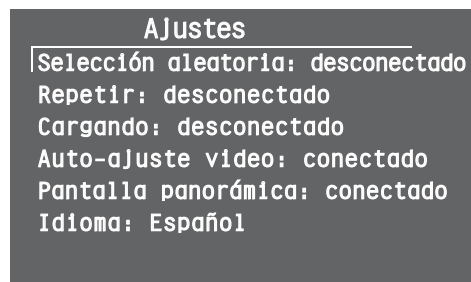 Ajustes
Selección aleatoria: desconectado
Repetir: desconectado
Cargando: desconectado
Auto-ajuste video: conectado
Pantalla panorámica: conectado
Idioma: Español